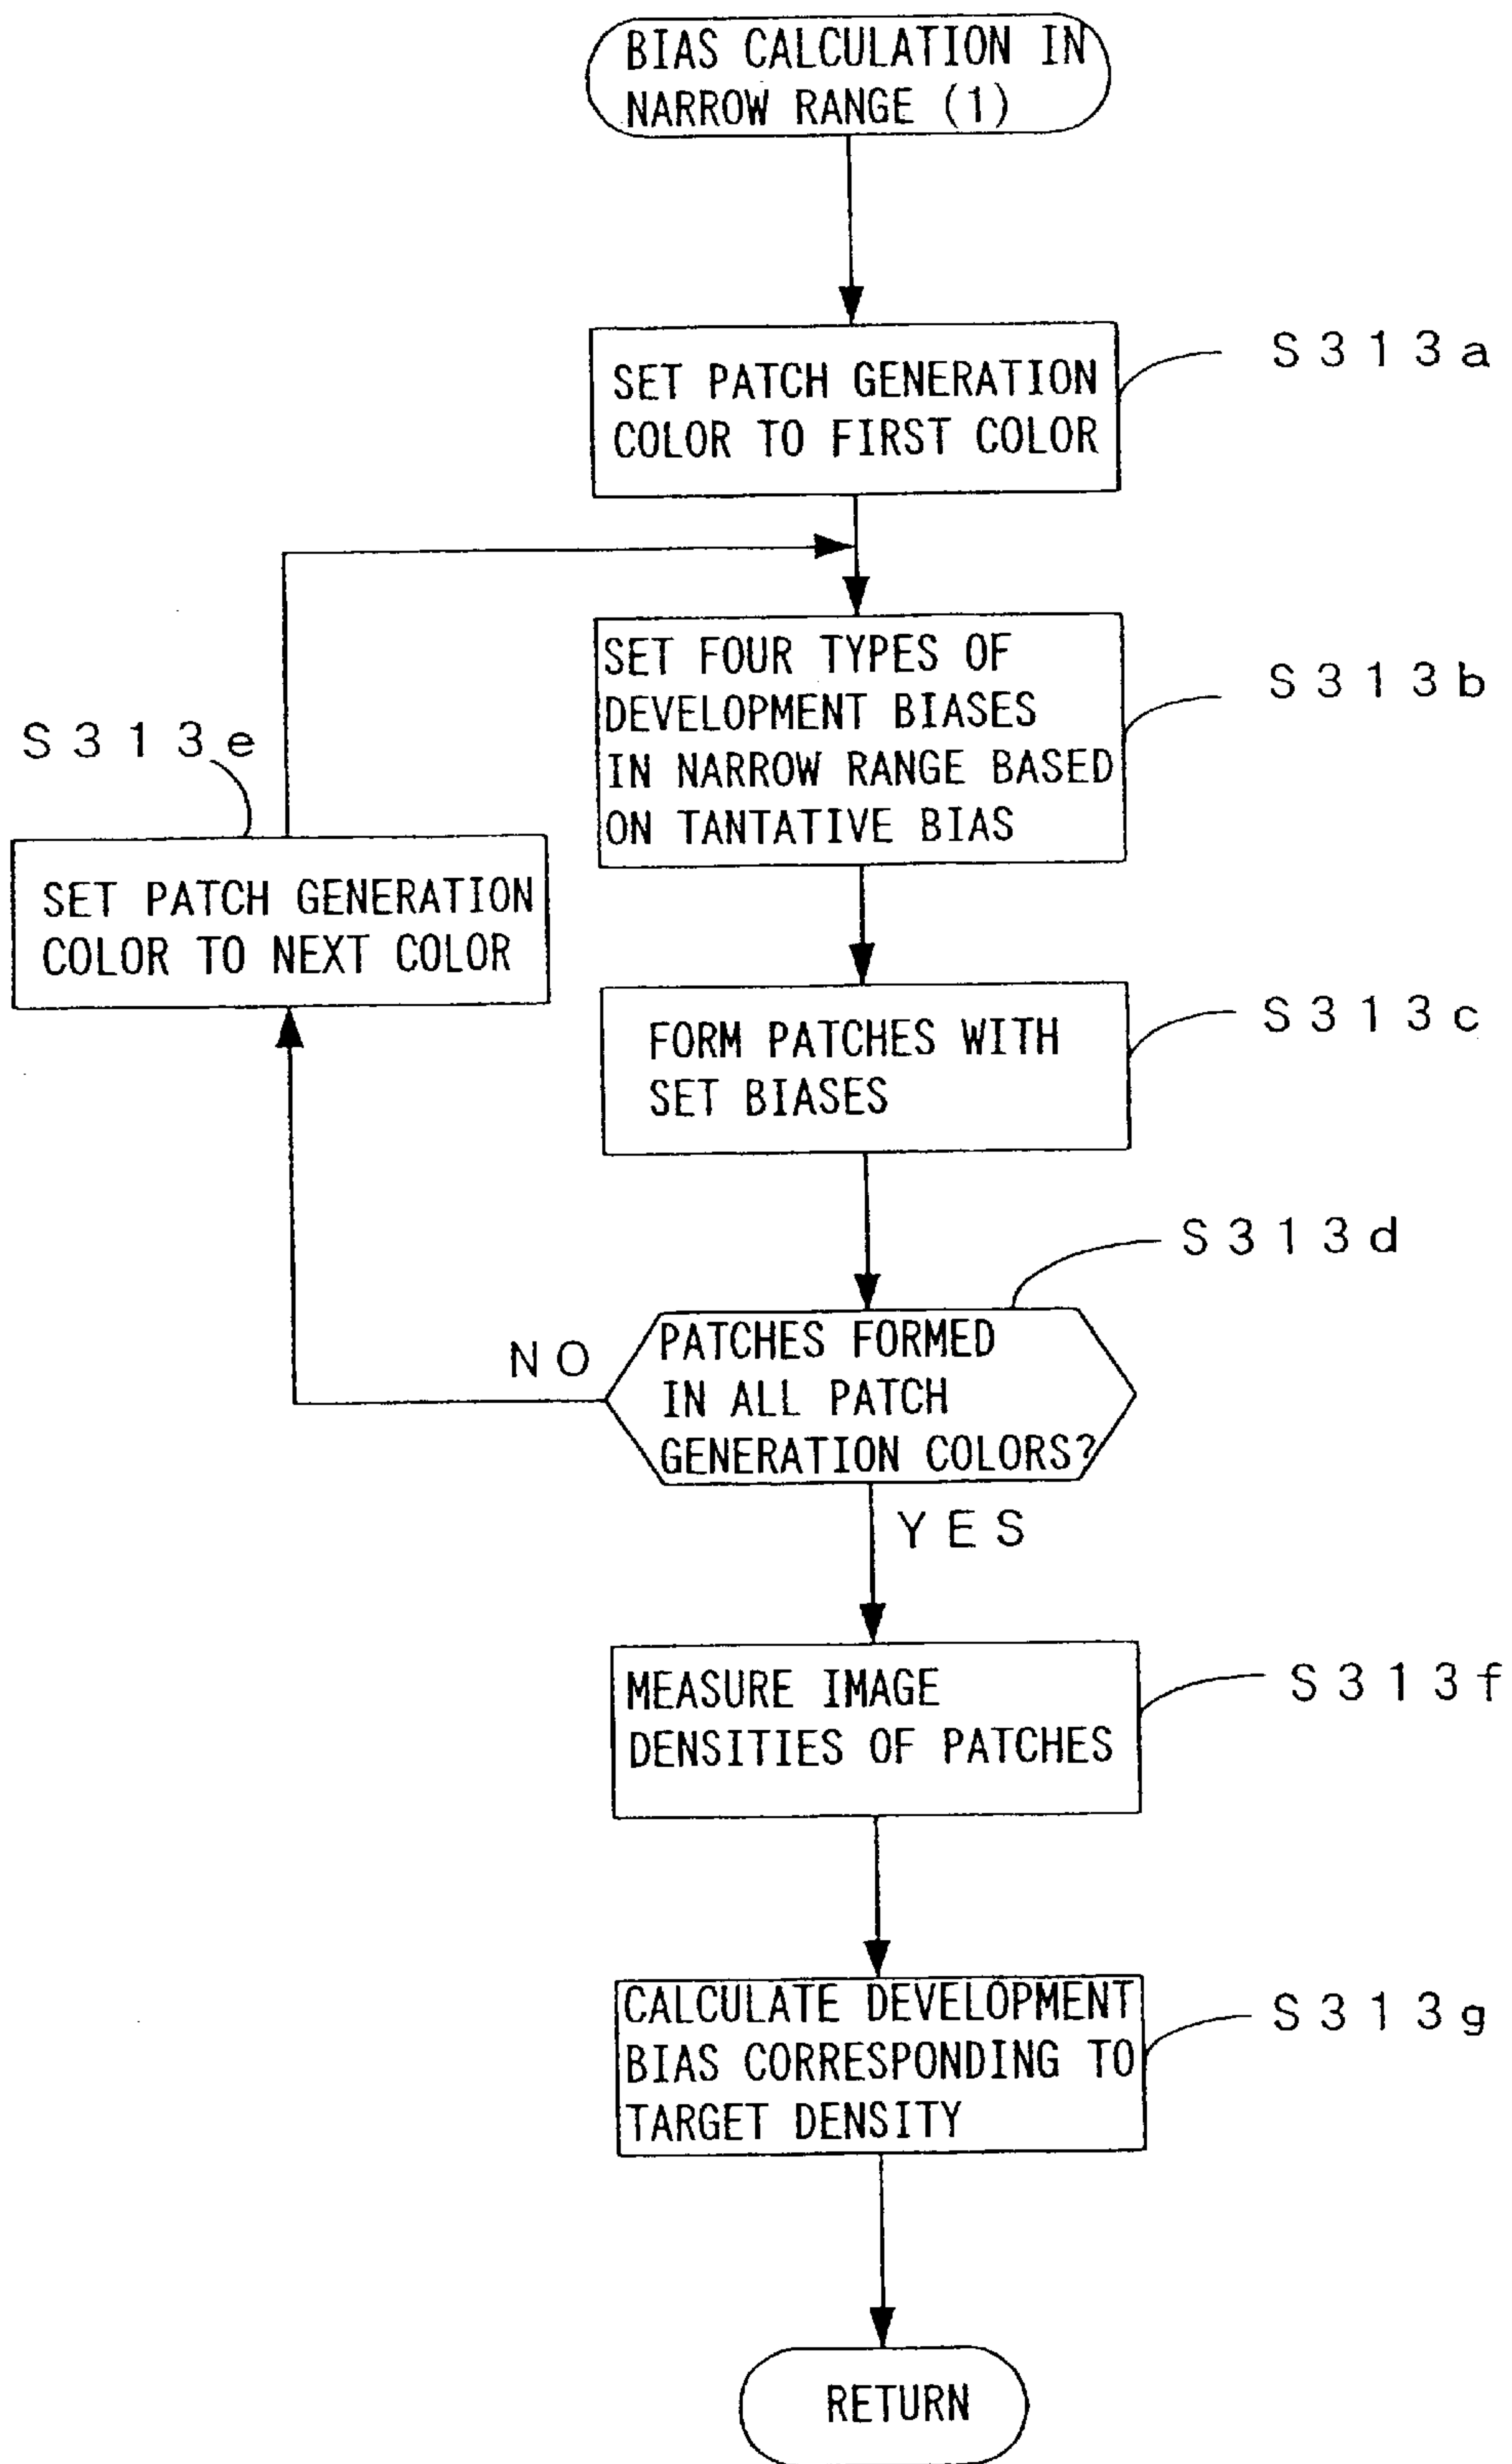 BIAS CALCULATION IN
NARROW RANGE (1)
SET PATCH GENERATION
COLOR TO FIRST COLOR
S313a
SET FOUR TYPES OF
DEVELOPMENT BIASES
IN NARROW RANGE BASED
ON TANTATIVE BIAS
S313b
S313e
SET PATCH GENERATION
COLOR TO NEXT COLOR
FORM PATCHES WITH
SET BIASES
S313c
S313d
NO
PATCHES FORMED
IN ALL PATCH
GENERATION COLORS?
YES
MEASURE IMAGE
DENSITIES OF PATCHES
S313f
CALCULATE DEVELOPMENT
BIAS CORRESPONDING TO
TARGET DENSITY
S313g
RETURN